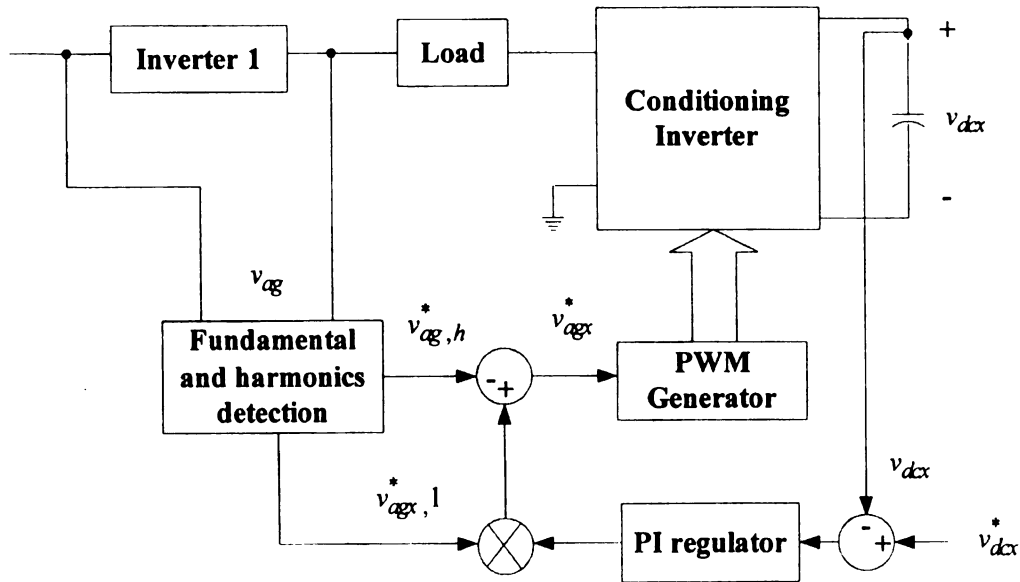 Inverter 1
Load
Conditioning
Inverter
+
v_dcx
-
v_ag
v*_ag,h
v*_agx
Fundamental
and harmonics
detection
- +
PWM
Generator
v_dcx
v*_agx,1
PI regulator
- +
v*_dcx